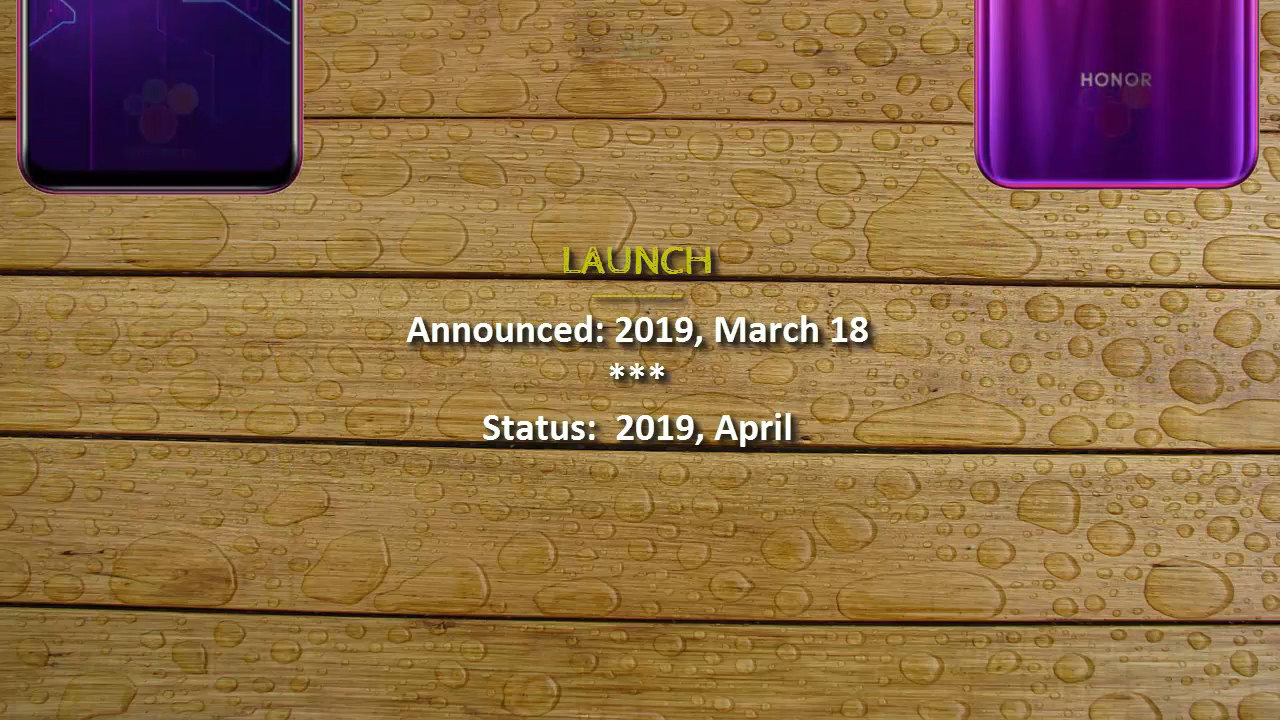 HONOR
LAUNCH
Announced: 2019, March 18
***
Status:  2019, April